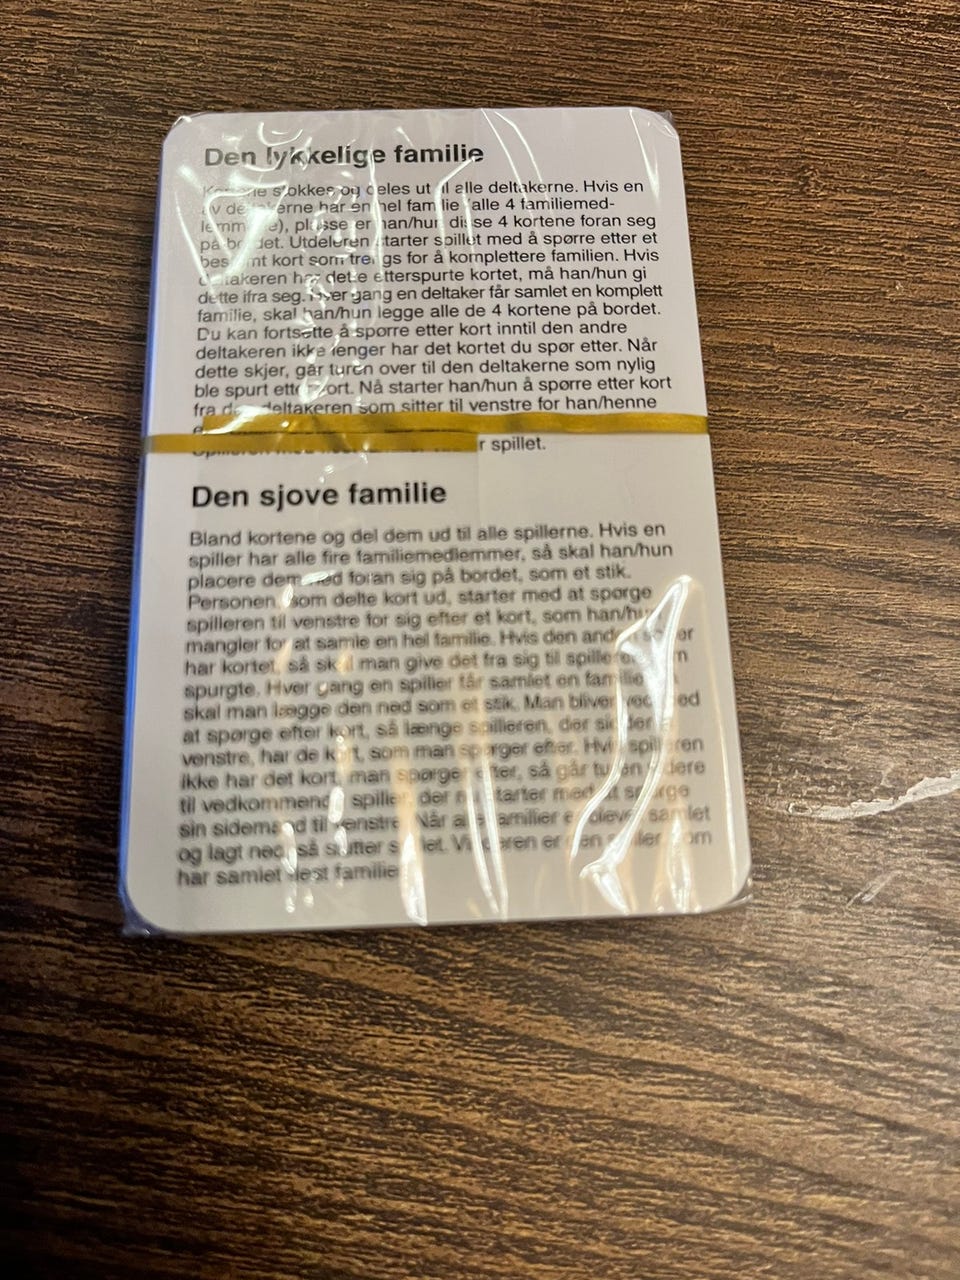 Den lykkelige familie
stokkes og deles ut til alle deltakerne. Hvis en
av deltakerne har en hel familie (alle 4 familiemed-
lemmene), plasserer han/hun disse 4 kortene foran seg
på bordet. Utdeleren starter spillet med å spørre etter et
bestemt kort som trengs for å komplettere familien. Hvis
deltakeren har dette etterspurte kortet, må han/hun gi
dette ifra seg. Hver gang en deltaker får samlet en komplett
familie, skal han/hun legge alle de 4 kortene på bordet.
Du kan fortsette å spørre etter kort inntil den andre
deltakeren ikke lenger har det kortet du spør etter. Når
dette skjer, går turen over til den deltakerne som nylig
ble spurt etter kort. Nå starter han/hun å spørre etter kort
fra den deltakeren som sitter til venstre for han/henne
spillet.
Den sjove familie
Bland kortene og del dem ud til alle spillerne. Hvis en
spiller har alle fire familiemedlemmer, så skal han/hun
placere dem ned foran sig på bordet, som et stik.
Personen, som delte kort ud, starter med at spørge
spilleren til venstre for sig efter et kort, som han/hun
mangler for at samle en hel familie. Hvis den anden spiller
har kortet, så skal man give det fra sig til spilleren, som
spurgte. Hver gang en spiller får samlet en familie
skal man lægge den ned som et stik. Man bliver ved med
at spørge efter kort, så længe spilleren, der sidder til
venstre, har de kort, som man spørger efter. Hvis spilleren
ikke har det kort, man spørger efter, så går turen videre
til vedkommende spiller, der nu starter med at spørge
sin sidemand til venstre. Når alle familier er blevet samlet
og lagt ned, så slutter spillet. Vinderen er den spiller, som
har samlet flest familier